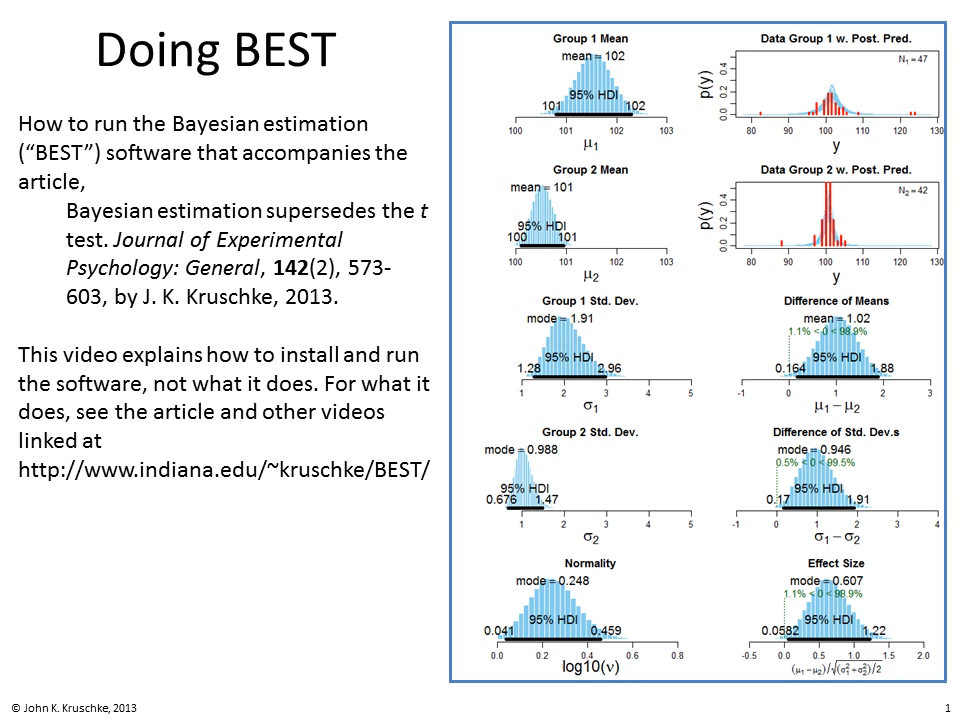 Doing BEST
How to run the Bayesian estimation
(“BEST”) software that accompanies the
article,
Bayesian estimation supersedes the t
test. Journal of Experimental
Psychology: General, 142(2), 573-
603, by J. K. Kruschke, 2013.
This video explains how to install and run
the software, not what it does. For what it
does, see the article and other videos
linked at
http://www.indiana.edu/~kruschke/BEST/
Group 1 Mean
mean = 102
95% HDI
101 102
100 101 102 103
μ1
Data Group 1 w. Post. Pred.
N1 = 47
p(y)
0.0 0.2 0.4
80 90 100 110 120 130
y
Group 2 Mean
mean = 101
95% HDI
100 101
100 101 102 103
μ2
Data Group 2 w. Post. Pred.
N2 = 42
p(y)
0.0 0.2 0.4
80 90 100 110 120 130
y
Group 1 Std. Dev.
mode = 1.91
95% HDI
1.28 2.96
1 2 3 4 5
σ1
Difference of Means
mean = 1.02
1.1% < 0 < 98.9%
95% HDI
0.164 1.88
-1 0 1 2 3
μ1 − μ2
Group 2 Std. Dev.
mode = 0.988
95% HDI
0.676 1.47
1 2 3 4 5
σ2
Difference of Std. Dev.s
mode = 0.946
0.5% < 0 < 99.5%
95% HDI
0.17 1.91
-1 0 1 2 3 4
σ1 − σ2
Normality
mode = 0.248
95% HDI
0.041 0.459
0.0 0.2 0.4 0.6 0.8
log10(ν)
Effect Size
mode = 0.607
1.1% < 0 < 98.9%
95% HDI
0.0582 1.22
-0.5 0.0 0.5 1.0 1.5 2.0
(μ1−μ2)/√(σ1²+σ2²)/2
© John K. Kruschke, 2013
1